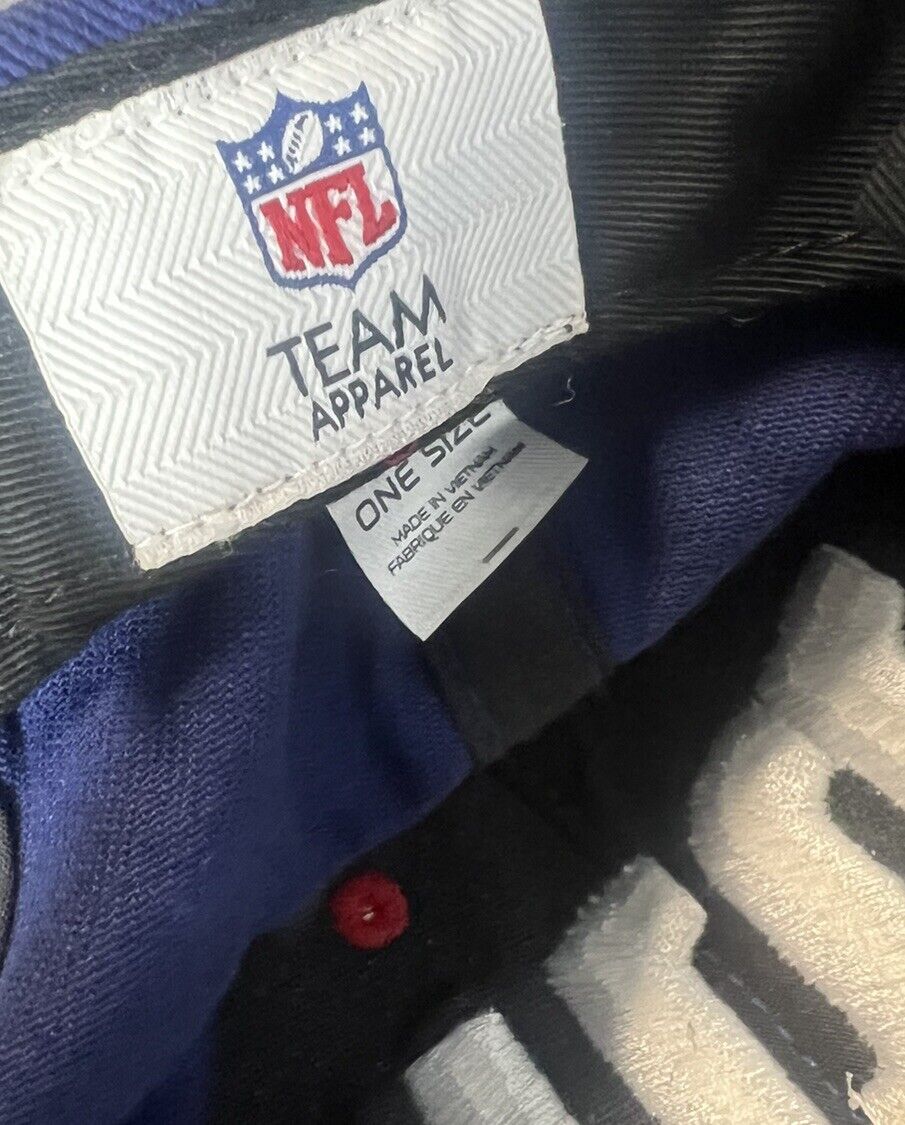 NFL
TEAM
APPAREL
ONE SIZE
MADE IN VIETNAM
FABRIQUE EN VIETNAM